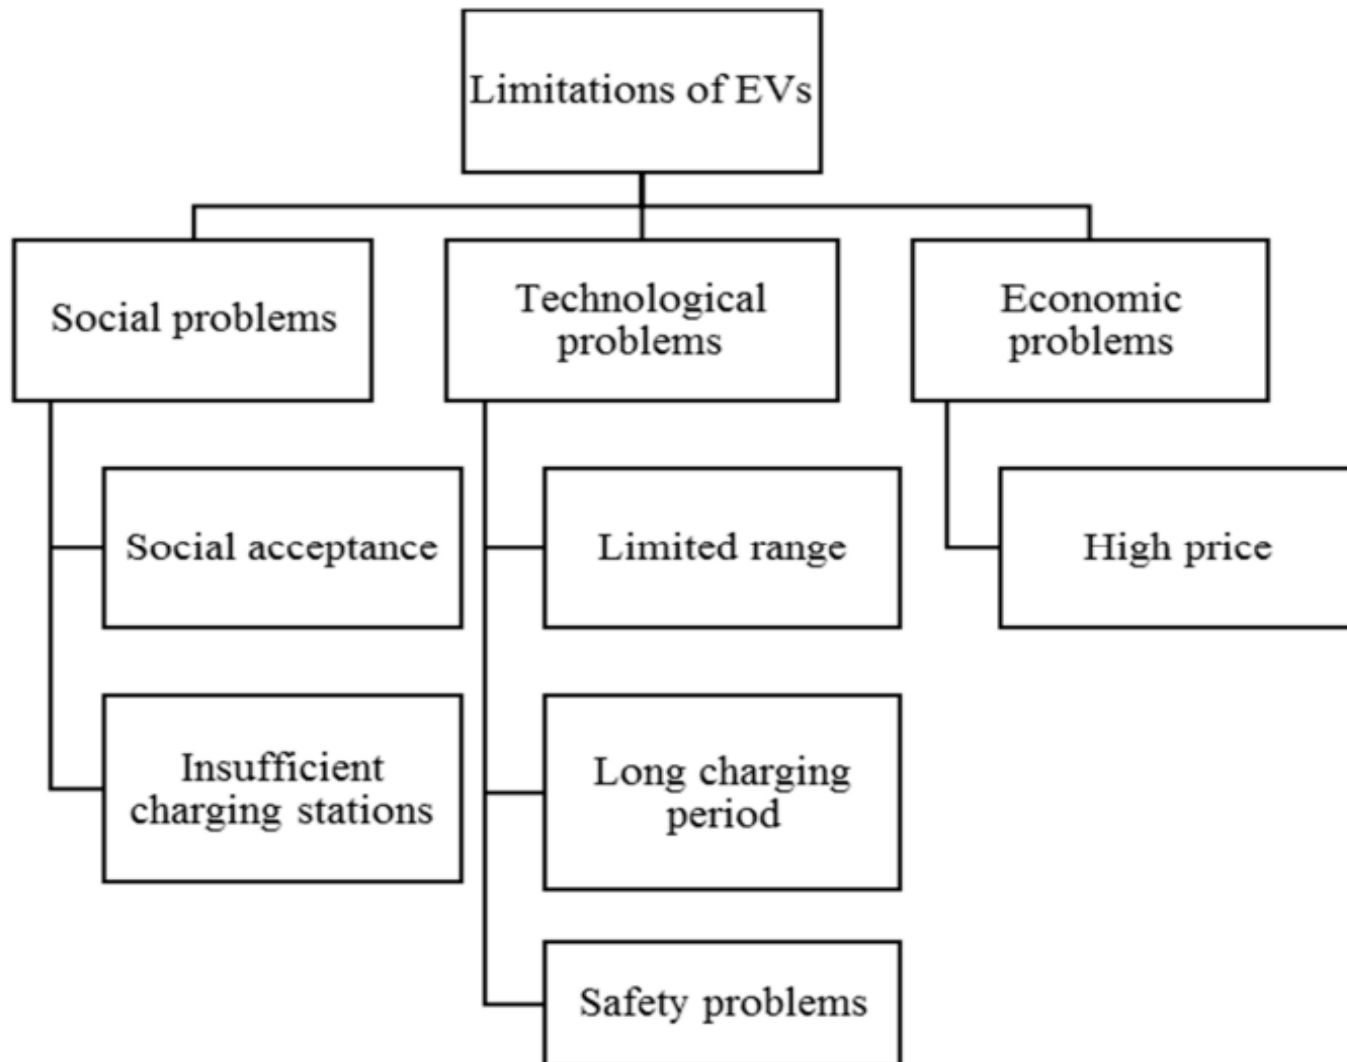 Limitations of EVs
Social problems
Technological
problems
Economic
problems
Social acceptance
Limited range
High price
Insufficient
charging stations
Long charging
period
Safety problems